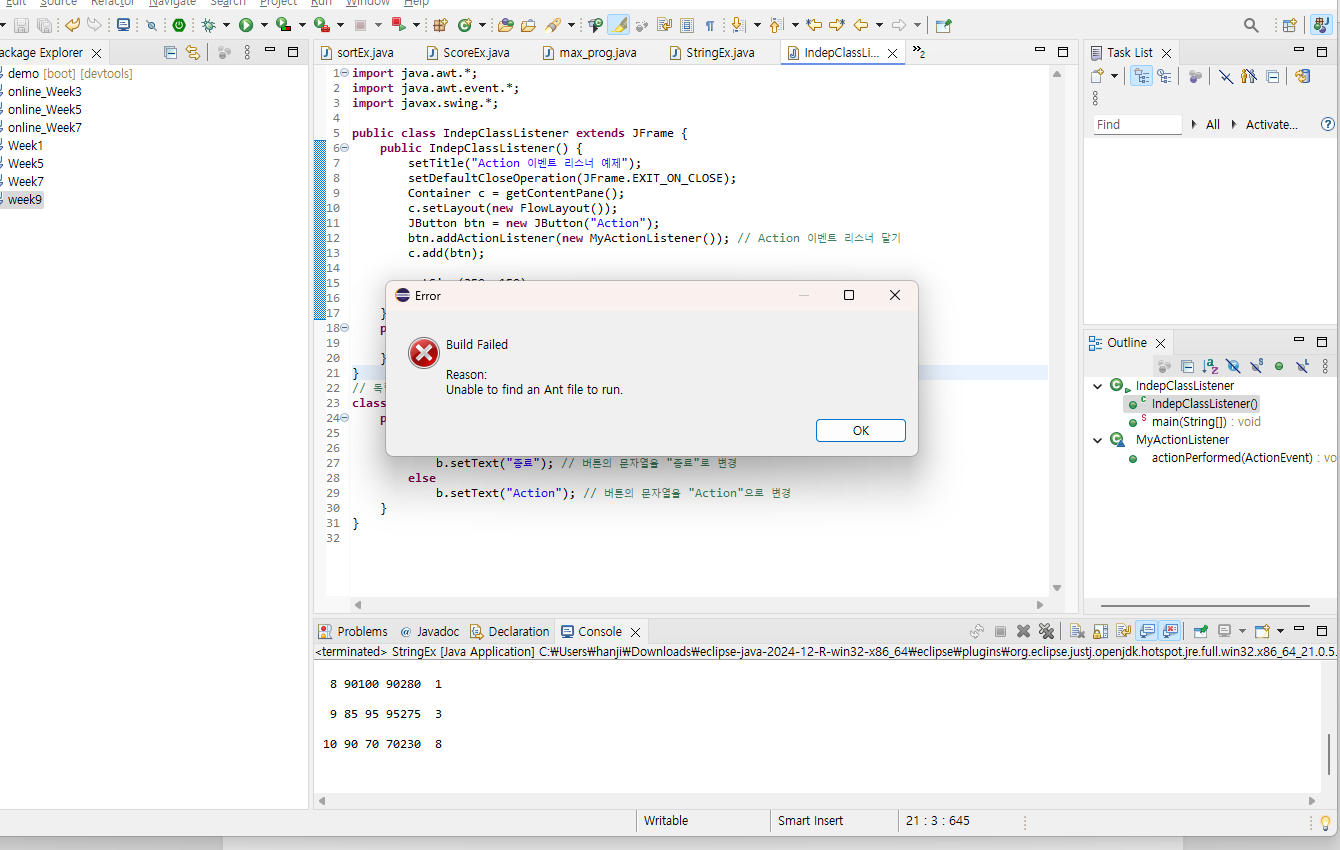 Edit Source Refactor Navigate Search Project Run Window Help
ackage Explorer
demo [boot] [devtools]
online_Week3
online_Week5
online_Week7
Week1
Week5
Week7
week9
sortEx.java ScoreEx.java max_prog.java StringEx.java IndepClassLi... »2
1 import java.awt.*;
2 import java.awt.event.*;
3 import javax.swing.*;
4
5 public class IndepClassListener extends JFrame {
6 public IndepClassListener() {
7 setTitle("Action 이벤트 리스너 예제");
8 setDefaultCloseOperation(JFrame.EXIT_ON_CLOSE);
9 Container c = getContentPane();
10 c.setLayout(new FlowLayout());
11 JButton btn = new JButton("Action");
12 btn.addActionListener(new MyActionListener()); // Action 이벤트 리스너 달기
13 c.add(btn);
14
15
16
17 }
18 p
19
20 }
21 }
22 // 독
23 class
24 p
25
26
27 b.setText("종료"); // 버튼의 문자열을 "종료"로 변경
28 else
29 b.setText("Action"); // 버튼의 문자열을 "Action"으로 변경
30 }
31 }
32
Error
Build Failed
Reason:
Unable to find an Ant file to run.
OK
Task List
Find All Activate...
Outline
IndepClassListener
IndepClassListener()
main(String[]) : void
MyActionListener
actionPerformed(ActionEvent) : vo
Problems Javadoc Declaration Console
<terminated> StringEx [Java Application] C:₩Users₩hanji₩Downloads₩eclipse-java-2024-12-R-win32-x86_64₩eclipse₩plugins₩org.eclipse.justj.openjdk.hotspot.jre.full.win32.x86_64_21.0.5.
8 90100 90280 1
9 85 95 95275 3
10 90 70 70230 8
Writable Smart Insert 21 : 3 : 645